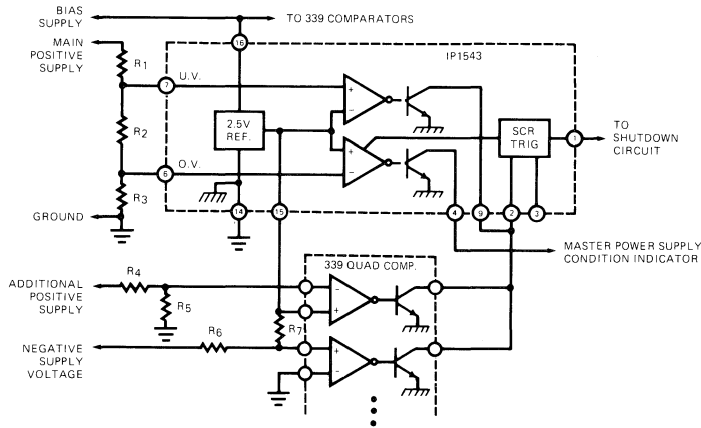 BIAS
SUPPLY
TO 339 COMPARATORS
MAIN
POSITIVE
SUPPLY
16
IP1543
R1
7
U.V.
+
−
2.5V
REF.
R2
+
−
SCR
TRIG
1
TO
SHUTDOWN
CIRCUIT
6
O.V.
R3
GROUND
14
15
4
9
2
3
MASTER POWER SUPPLY
CONDITION INDICATOR
339 QUAD COMP.
ADDITIONAL
POSITIVE
SUPPLY
R4
R5
−
+
R7
R6
NEGATIVE
SUPPLY
VOLTAGE
+
−